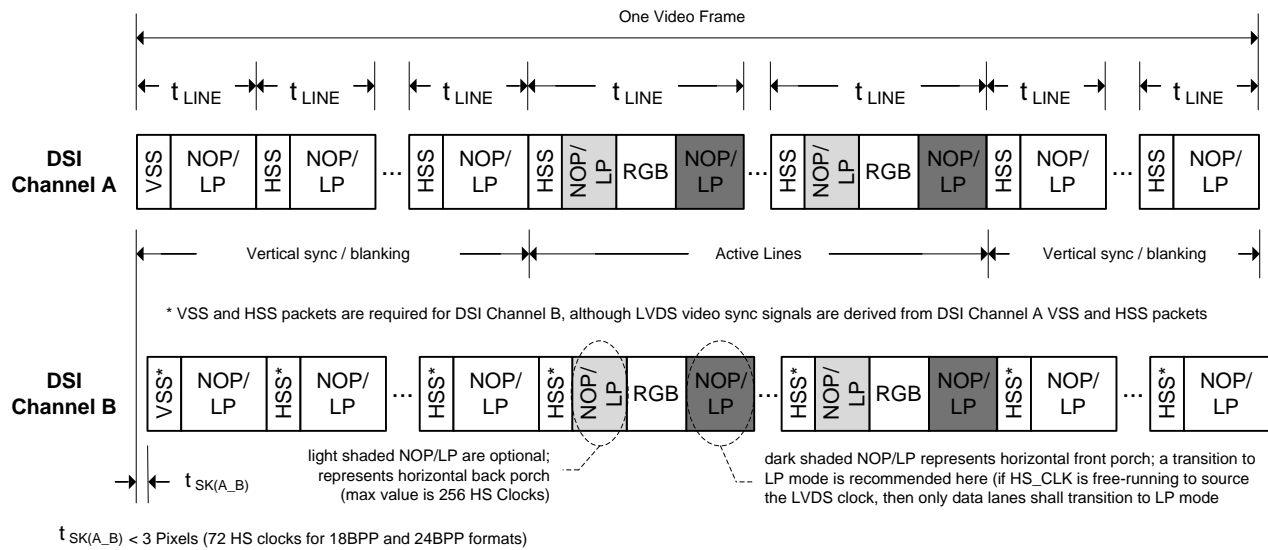 One Video Frame
t LINE t LINE t LINE t LINE t LINE t LINE t LINE
DSI
Channel A
VSS NOP/LP HSS NOP/LP ... HSS NOP/LP HSS NOP/LP RGB NOP/LP ... HSS NOP/LP RGB NOP/LP HSS NOP/LP ... HSS NOP/LP
Vertical sync / blanking Active Lines Vertical sync / blanking
* VSS and HSS packets are required for DSI Channel B, although LVDS video sync signals are derived from DSI Channel A VSS and HSS packets
DSI
Channel B
VSS* NOP/LP HSS* NOP/LP ... HSS* NOP/LP HSS* NOP/LP RGB NOP/LP ... HSS* NOP/LP RGB NOP/LP HSS* NOP/LP ... HSS* NOP/LP
t SK(A_B)
light shaded NOP/LP are optional;
represents horizontal back porch
(max value is 256 HS Clocks)
dark shaded NOP/LP represents horizontal front porch; a transition to
LP mode is recommended here (if HS_CLK is free-running to source
the LVDS clock, then only data lanes shall transition to LP mode
t SK(A_B) < 3 Pixels (72 HS clocks for 18BPP and 24BPP formats)